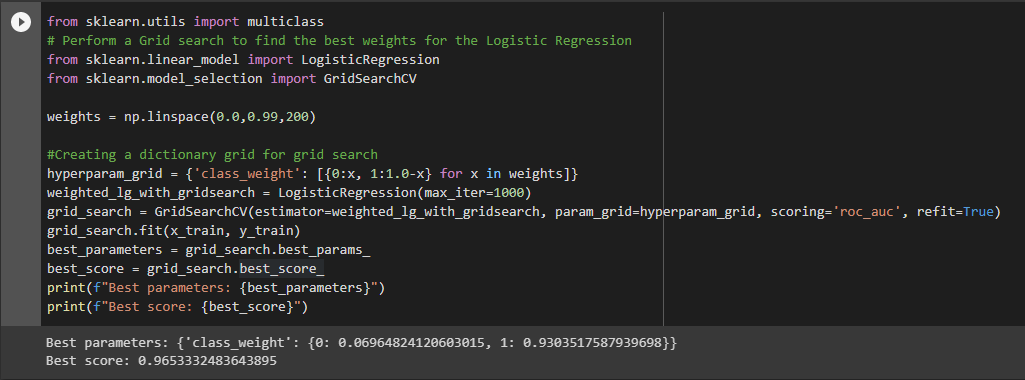 from sklearn.utils import multiclass
# Perform a Grid search to find the best weights for the Logistic Regression
from sklearn.linear_model import LogisticRegression
from sklearn.model_selection import GridSearchCV
weights = np.linspace(0.0,0.99,200)
#Creating a dictionary grid for grid search
hyperparam_grid = {'class_weight': [{0:x, 1:1.0-x} for x in weights]}
weighted_lg_with_gridsearch = LogisticRegression(max_iter=1000)
grid_search = GridSearchCV(estimator=weighted_lg_with_gridsearch, param_grid=hyperparam_grid, scoring='roc_auc', refit=True)
grid_search.fit(x_train, y_train)
best_parameters = grid_search.best_params_
best_score = grid_search.best_score_
print(f"Best parameters: {best_parameters}")
print(f"Best score: {best_score}")
Best parameters: {'class_weight': {0: 0.06964824120603015, 1: 0.9303517587939698}}
Best score: 0.9653332483643895